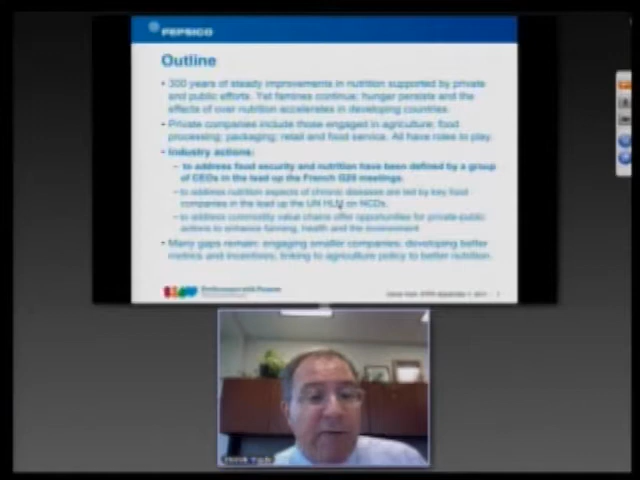 PEPSICO
Outline
• 300 years of steady improvements in nutrition supported by private
and public efforts. Yet famines continue; hunger persists and the
effects of over nutrition accelerates in developing countries.
• Private companies include those engaged in agriculture; food
processing; packaging; retail and food service. All have roles to play.
• Industry actions:
– to address food security and nutrition have been defined by a group
of CEOs in the lead up the French G20 meetings.
– to address nutrition aspects of chronic diseases are led by key food
companies in the lead up the UN HLM on NCDs.
– to address commodity value chains offer opportunities for private-public
actions to enhance farming, health and the environment
• Many gaps remain: engaging smaller companies; developing better
metrics and incentives, linking to agriculture policy to better nutrition.
Performance with Purpose